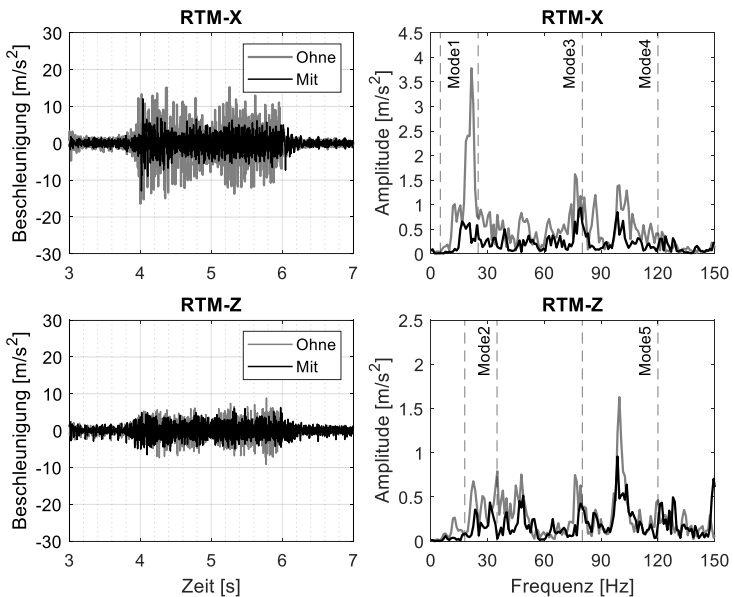 RTM-X
Beschleunigung [m/s²]
30
20
10
0
-10
-20
-30
3
4
5
6
7
Ohne
Mit
RTM-X
Amplitude [m/s²]
4.5
4
3.5
3
2.5
2
1.5
1
0.5
0
0
30
60
90
120
150
Mode1
Mode3
Mode4
RTM-Z
Beschleunigung [m/s²]
30
20
10
0
-10
-20
-30
3
4
5
6
7
Zeit [s]
Ohne
Mit
RTM-Z
Amplitude [m/s²]
2.5
2
1.5
1
0.5
0
0
30
60
90
120
150
Frequenz [Hz]
Mode2
Mode5